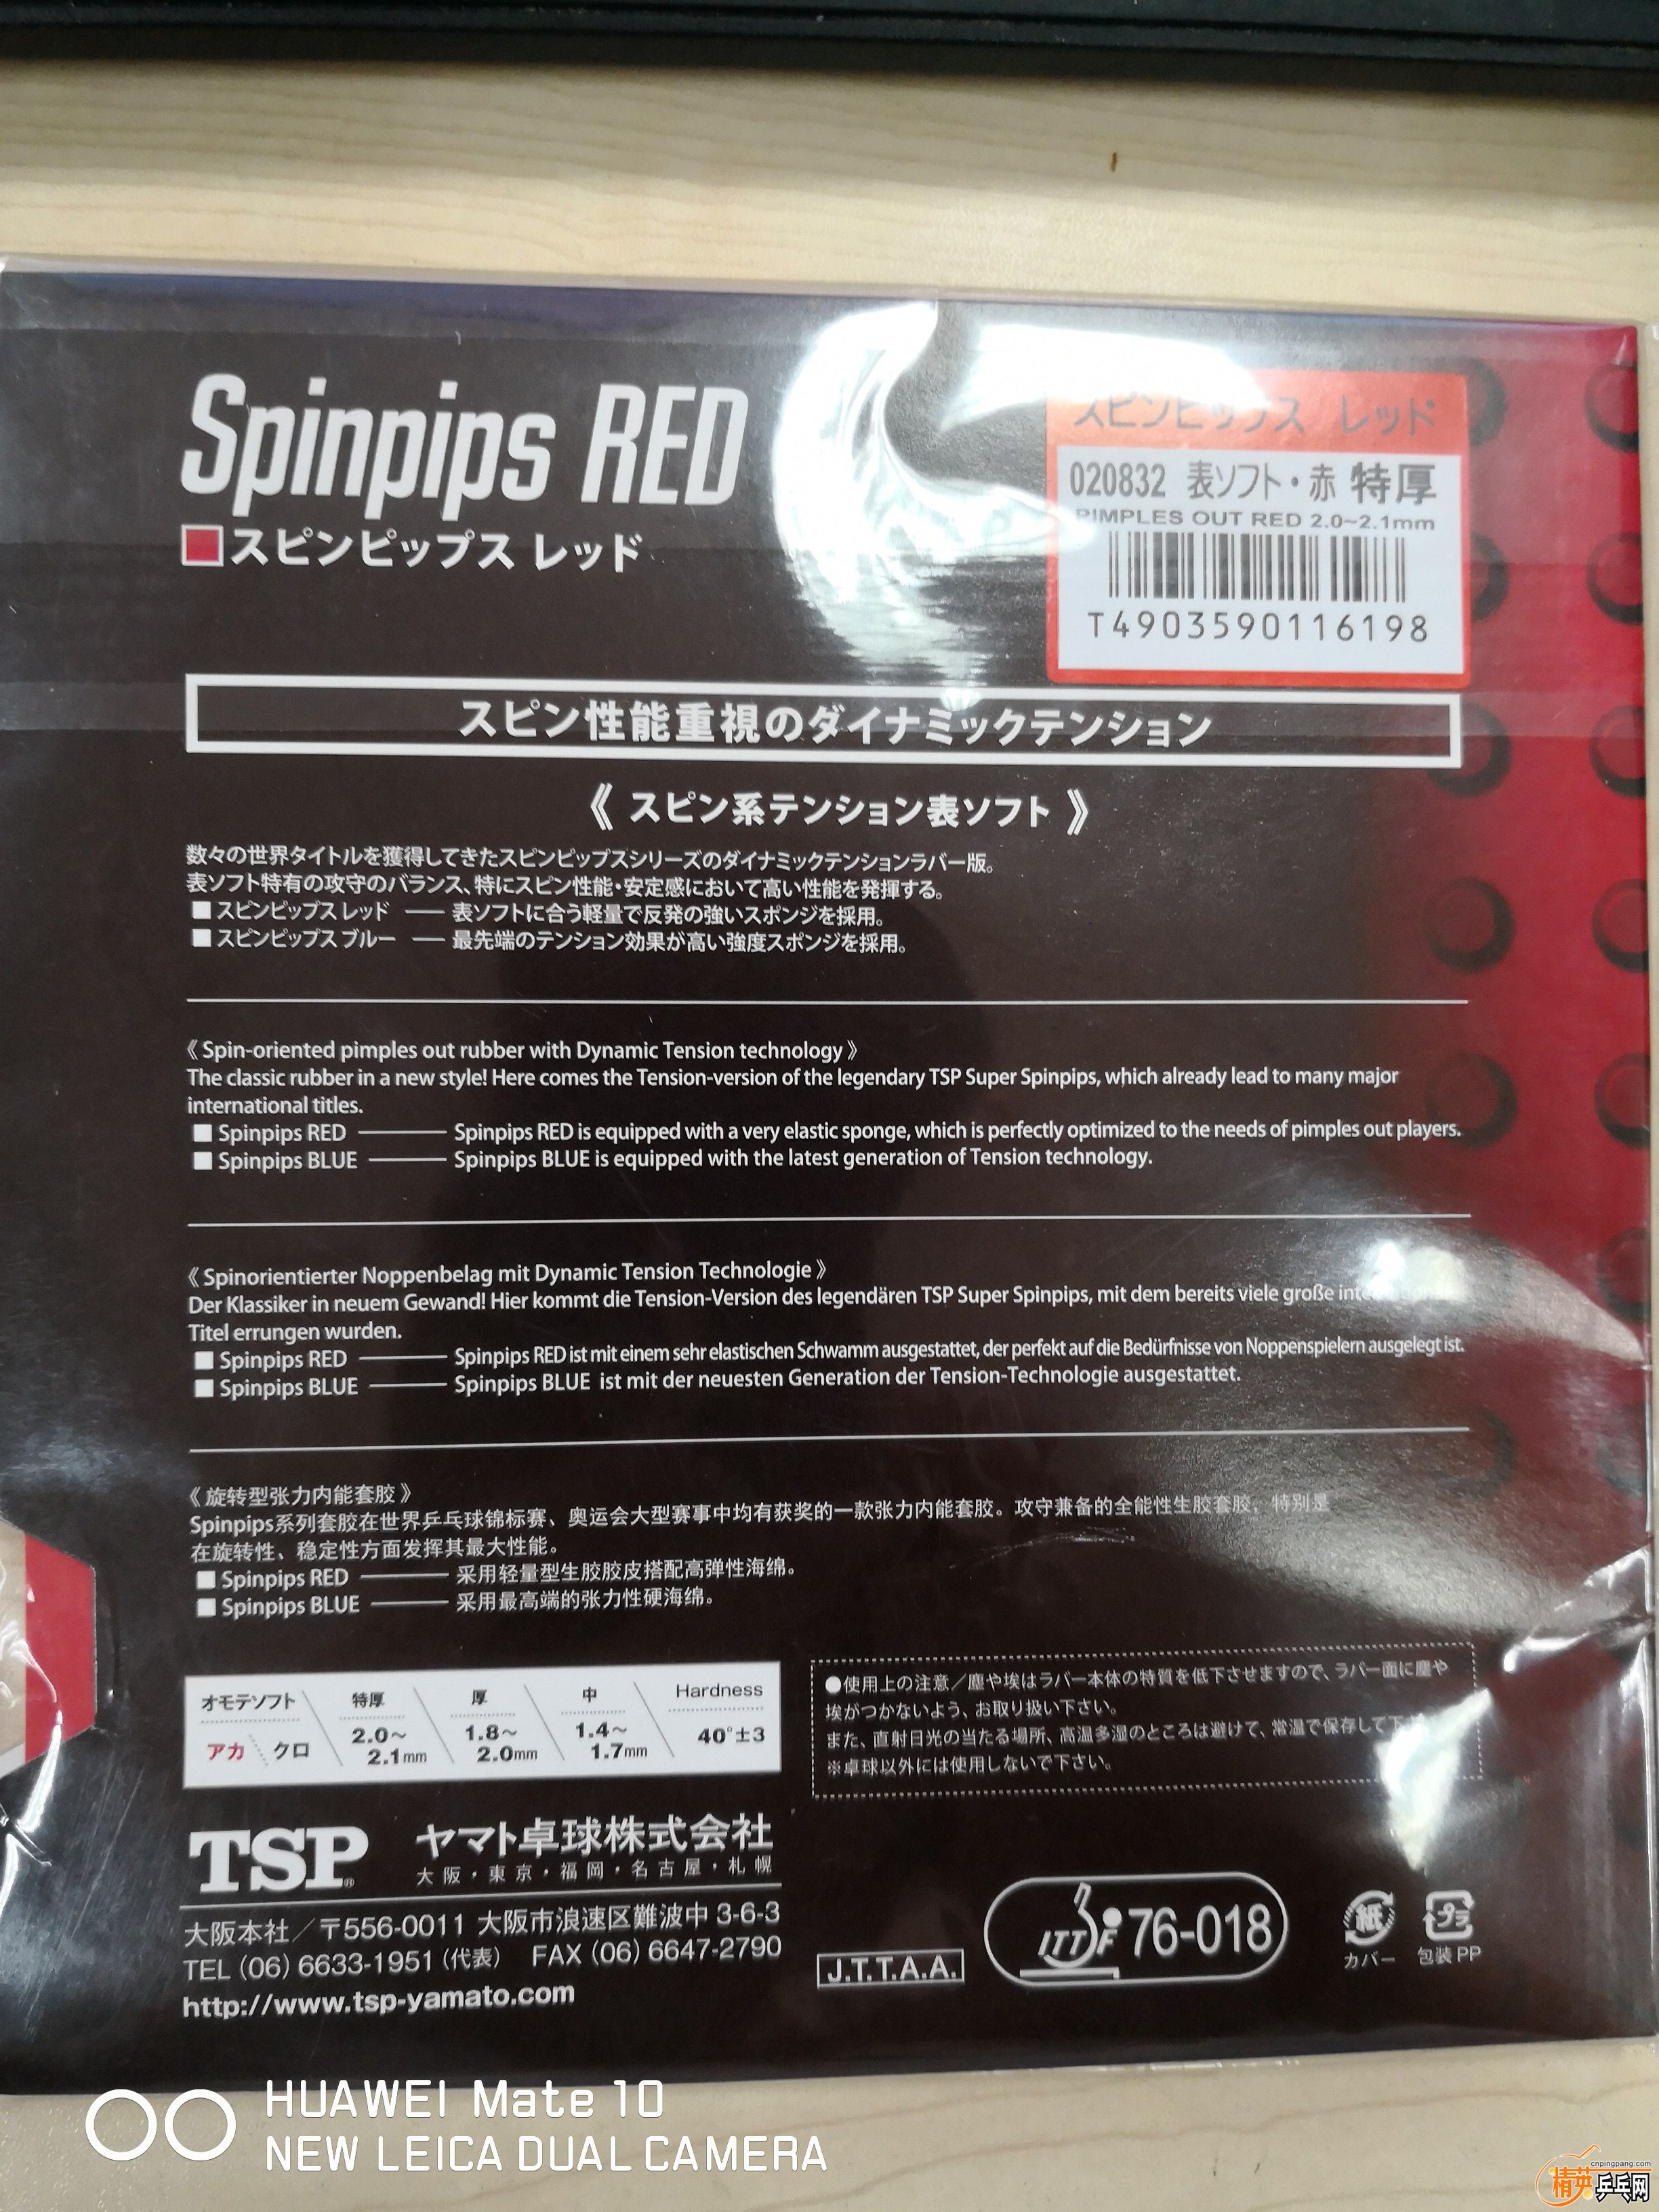 Spinpips RED
■スピンピップス レッド
スピンピップス レッド
020832 表ソフト・赤 特厚
PIMPLES OUT RED 2.0~2.1mm
T4903590116198
スピン性能重視のダイナミックテンション
《 スピン系テンション表ソフト 》
数々の世界タイトルを獲得してきたスピンピップスシリーズのダイナミックテンションラバー版。
表ソフト特有の攻守のバランス、特にスピン性能・安定感において高い性能を発揮する。
■ スピンピップス レッド ── 表ソフトに合う軽量で反発の強いスポンジを採用。
■ スピンピップス ブルー ── 最先端のテンション効果が高い強度スポンジを採用。
《 Spin-oriented pimples out rubber with Dynamic Tension technology 》
The classic rubber in a new style! Here comes the Tension-version of the legendary TSP Super Spinpips, which already lead to many major
international titles.
■ Spinpips RED ──── Spinpips RED is equipped with a very elastic sponge, which is perfectly optimized to the needs of pimples out players.
■ Spinpips BLUE ──── Spinpips BLUE is equipped with the latest generation of Tension technology.
《 Spinorientierter Noppenbelag mit Dynamic Tension Technologie 》
Der Klassiker in neuem Gewand! Hier kommt die Tension-Version des legendären TSP Super Spinpips, mit dem bereits viele große
Titel errungen wurden.
■ Spinpips RED ──── Spinpips RED ist mit einem sehr elastischen Schwamm ausgestattet, der perfekt auf die Bedürfnisse von Noppenspielern ausgelegt ist.
■ Spinpips BLUE ──── Spinpips BLUE ist mit der neuesten Generation der Tension-Technologie ausgestattet.
《 旋转型张力内能套胶 》
Spinpips系列套胶在世界乒乓球锦标赛、奥运会大型赛事中均有获奖的一款张力内能套胶。攻守兼备的全能性生胶套胶，特别是
在旋转性、稳定性方面发挥其最大性能。
■ Spinpips RED ──── 采用轻量型生胶胶皮搭配高弹性海绵。
■ Spinpips BLUE ──── 采用最高端的张力性硬海绵。
オモテソフト 特厚 厚 中 Hardness
アカ クロ 2.0～2.1mm 1.8～2.0mm 1.4～1.7mm 40°±3
●使用上の注意／塵や埃はラバー本体の特質を低下させますので、ラバー面に塵や
埃がつかないよう、お取り扱い下さい。
また、直射日光の当たる場所、高温多湿のところは避けて、常温で保存して下
※卓球以外には使用しないで下さい。
TSP® ヤマト卓球株式会社
大阪・東京・福岡・名古屋・札幌
大阪本社／〒556-0011 大阪市浪速区難波中 3-6-3
TEL (06) 6633-1951 (代表) FAX (06) 6647-2790
http://www.tsp-yamato.com
J.T.T.A.A.
ITTF 76-018
紙 カバー
プラ 包装 PP
HUAWEI Mate 10
NEW LEICA DUAL CAMERA
cnpingpang.com
精英乒乓网